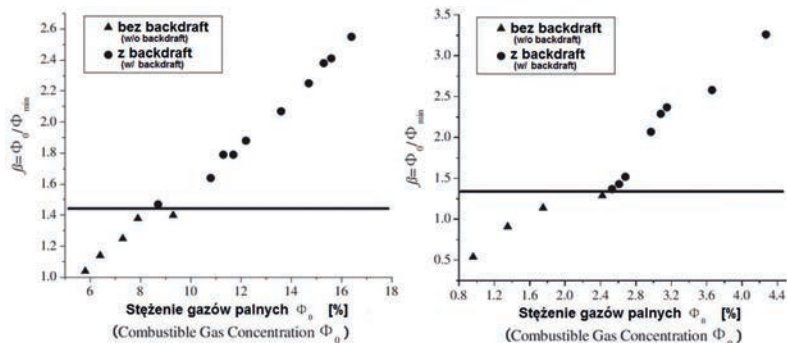 bez backdraft
(w/o backdraft)
z backdraft
(w/ backdraft)
β=Φ₀/Φmin
2.6
2.4
2.2
2.0
1.8
1.6
1.4
1.2
1.0
6 8 10 12 14 16 18
Stężenie gazów palnych Φ₀ [%]
(Combustible Gas Concentration Φ₀)
bez backdraft
(w/o backdraft)
z backdraft
(w/ backdraft)
β=Φ₀/Φmin
3.5
3.0
2.5
2.0
1.5
1.0
0.5
0.0
0.8 1.2 1.6 2.0 2.4 2.8 3.2 3.6 4.0 4.4
Stężenie gazów palnych Φ₀ [%]
(Combustible Gas Concentration Φ₀)